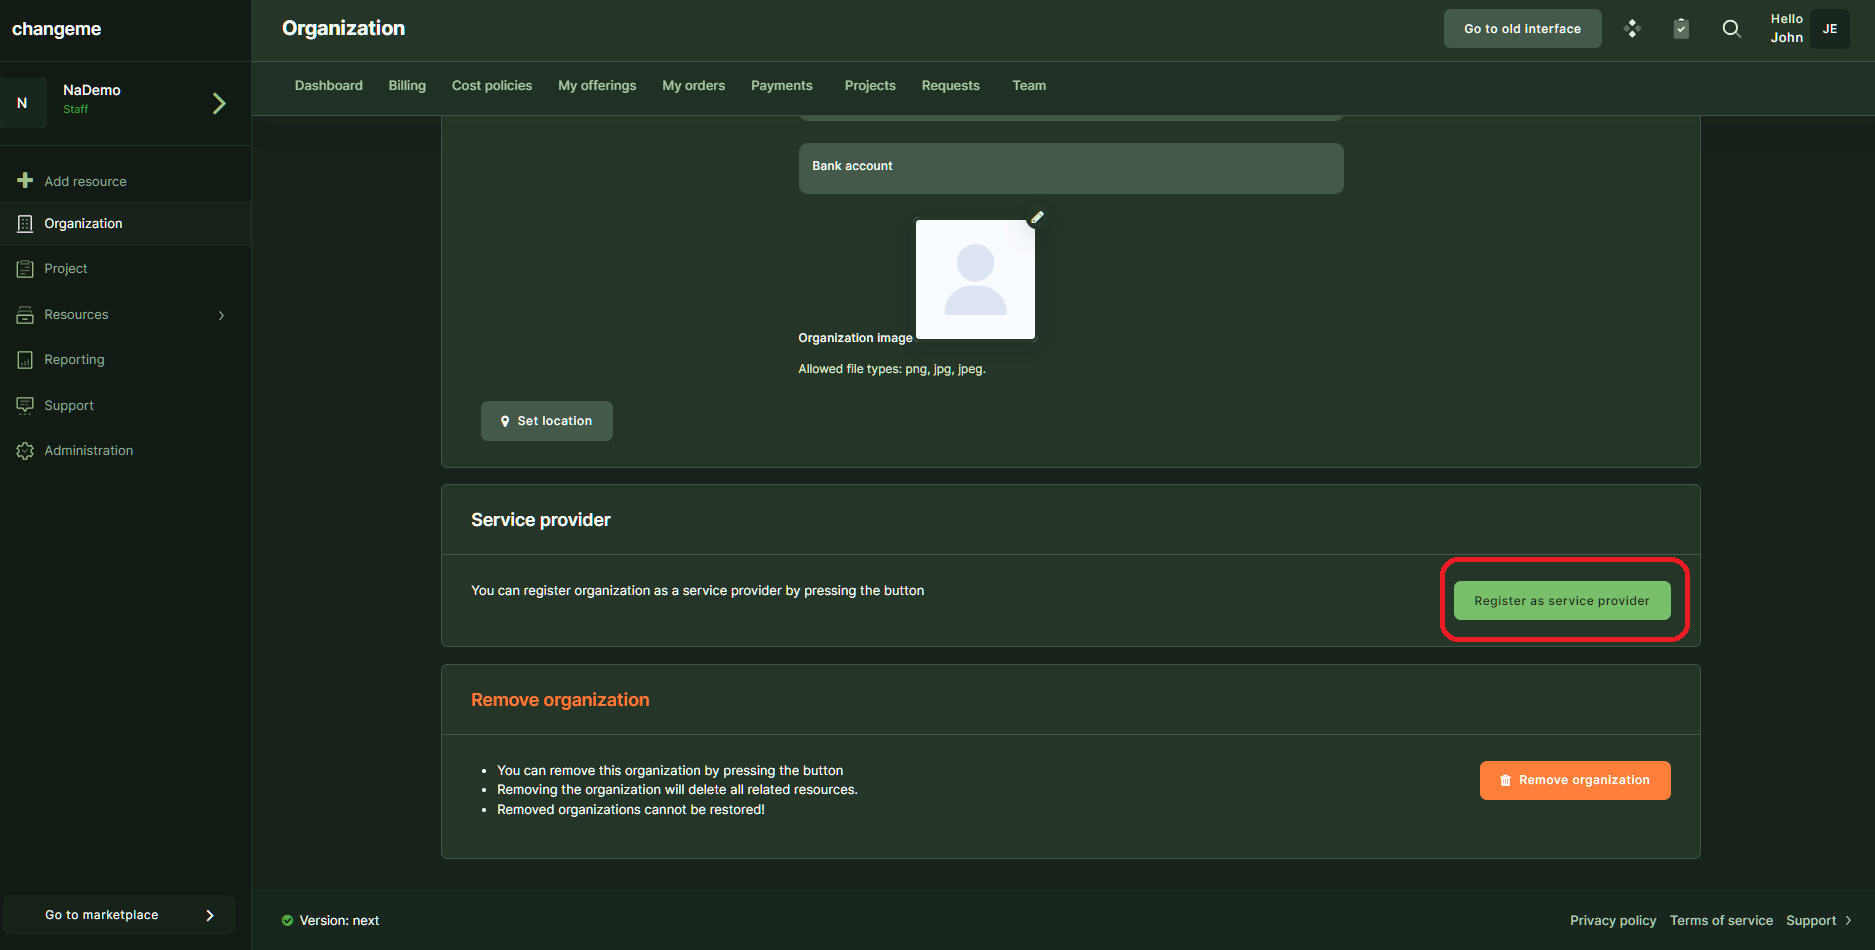 changeme
Organization
Go to old interface
Hello
John
JE
N
NaDemo
Staff
Dashboard
Billing
Cost policies
My offerings
My orders
Payments
Projects
Requests
Team
Add resource
Organization
Project
Resources
Reporting
Support
Administration
Bank account
Organization image
Allowed file types: png, jpg, jpeg.
Set location
Service provider
You can register organization as a service provider by pressing the button
Register as service provider
Remove organization
You can remove this organization by pressing the button
Removing the organization will delete all related resources.
Removed organizations cannot be restored!
Remove organization
Go to marketplace
Version: next
Privacy policy
Terms of service
Support